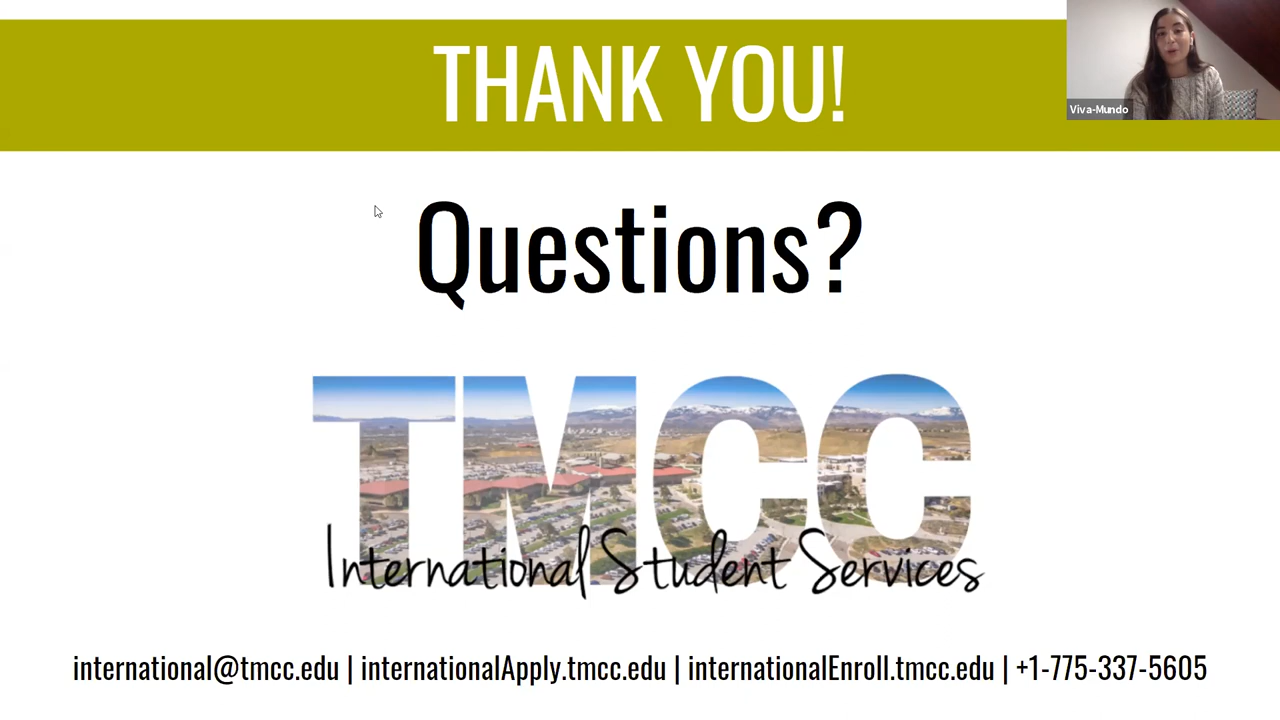 THANK YOU!
Viva-Mundo
Questions?
TMCC
International Student Services
international@tmcc.edu | internationalApply.tmcc.edu | internationalEnroll.tmcc.edu | +1-775-337-5605